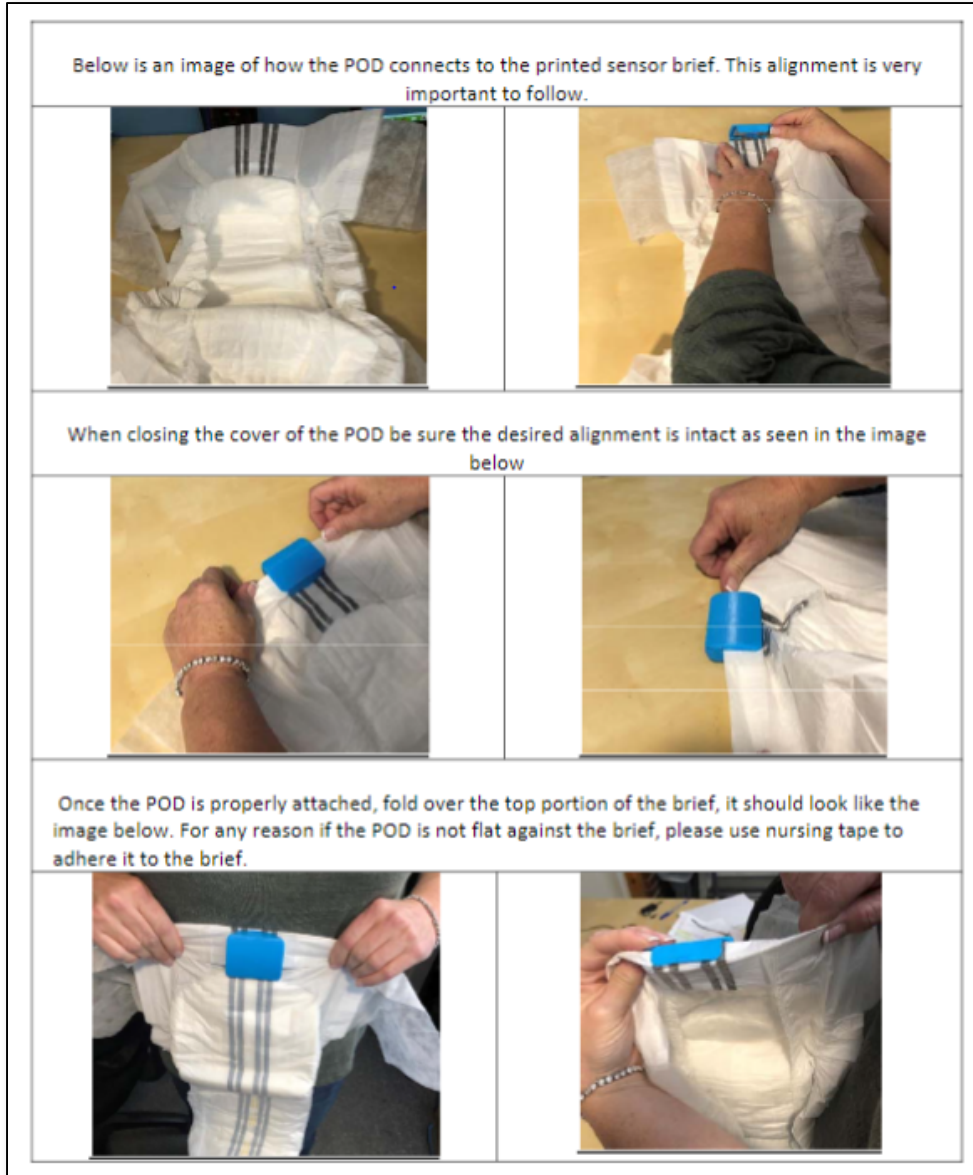 Below is an image of how the POD connects to the printed sensor brief. This alignment is very
important to follow.
When closing the cover of the POD be sure the desired alignment is intact as seen in the image
below
Once the POD is properly attached, fold over the top portion of the brief, it should look like the
image below. For any reason if the POD is not flat against the brief, please use nursing tape to
adhere it to the brief.